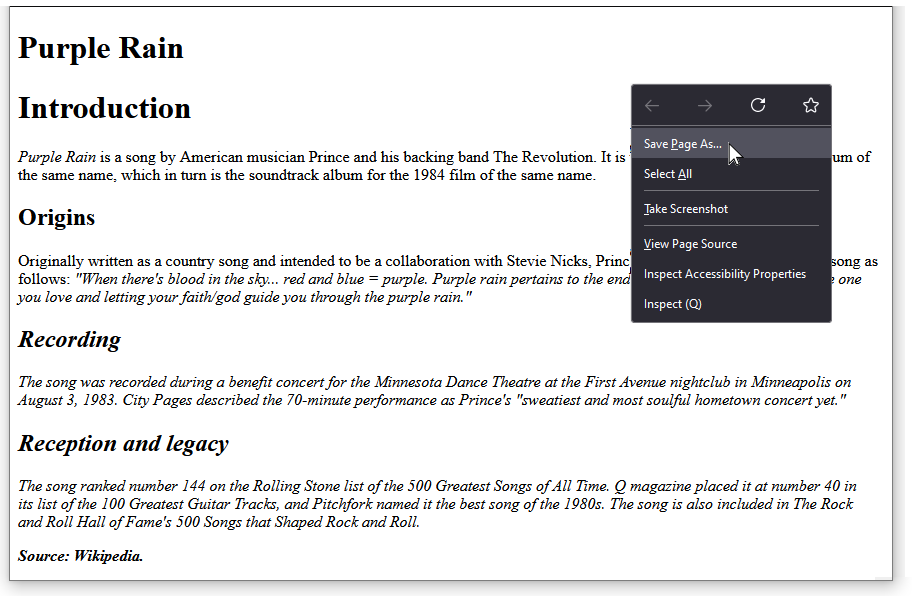 Purple Rain
Introduction
Purple Rain is a song by American musician Prince and his backing band The Revolution. It is um of
the same name, which in turn is the soundtrack album for the 1984 film of the same name.
Origins
Originally written as a country song and intended to be a collaboration with Stevie Nicks, Princ song as
follows: "When there's blood in the sky... red and blue = purple. Purple rain pertains to the end one
you love and letting your faith/god guide you through the purple rain."
Recording
The song was recorded during a benefit concert for the Minnesota Dance Theatre at the First Avenue nightclub in Minneapolis on
August 3, 1983. City Pages described the 70-minute performance as Prince's "sweatiest and most soulful hometown concert yet."
Reception and legacy
The song ranked number 144 on the Rolling Stone list of the 500 Greatest Songs of All Time. Q magazine placed it at number 40 in
its list of the 100 Greatest Guitar Tracks, and Pitchfork named it the best song of the 1980s. The song is also included in The Rock
and Roll Hall of Fame's 500 Songs that Shaped Rock and Roll.
Source: Wikipedia.
Save Page As...
Select All
Take Screenshot
View Page Source
Inspect Accessibility Properties
Inspect (Q)